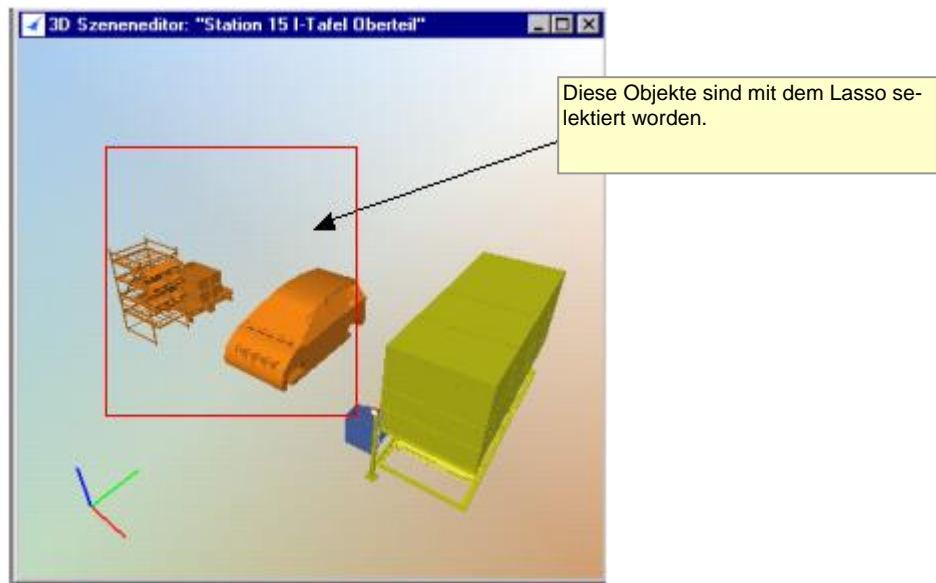 3D Szeneneditor: "Station 15 I-Tafel Oberteil"
Diese Objekte sind mit dem Lasso se-
lektiert worden.